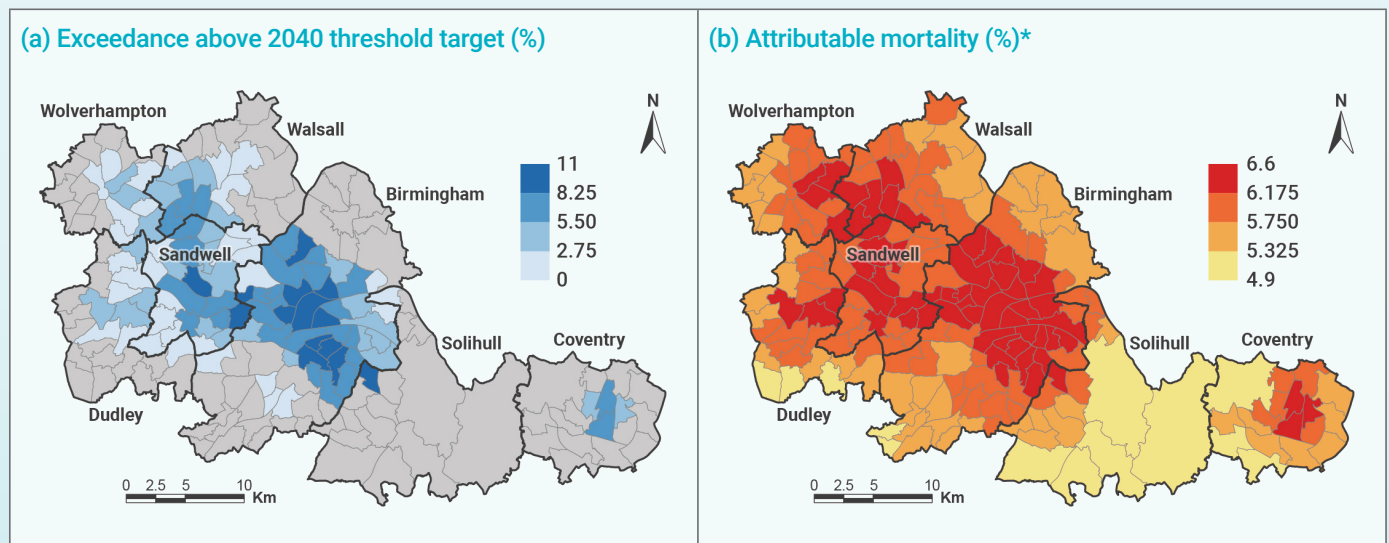 (a) Exceedance above 2040 threshold target (%)
Wolverhampton
Walsall
N
Birmingham
11
8.25
5.50
2.75
0
Sandwell
Solihull
Coventry
Dudley
0 2.5 5 10
Km
(b) Attributable mortality (%)*
Wolverhampton
Walsall
N
Birmingham
6.6
6.175
5.750
5.325
4.9
Sandwell
Solihull
Coventry
Dudley
0 2.5 5 10
Km